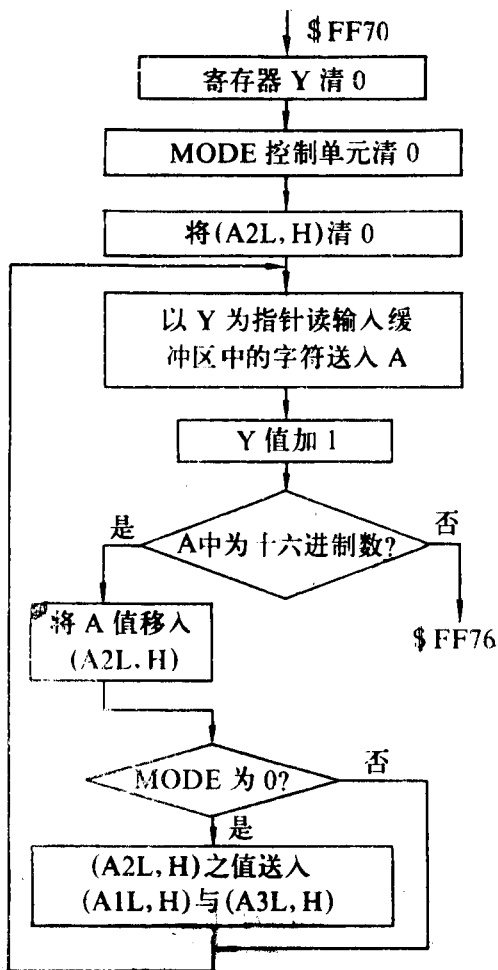 $FF70
寄存器 Y 清 0
MODE 控制单元清 0
将(A2L, H)清 0
以 Y 为指针读输入缓
冲区中的字符送入 A
Y 值加 1
是
A中为十六进制数?
否
将 A 值移入
(A2L, H)
$FF76
MODE 为 0?
否
是
(A2L, H)之值送入
(A1L, H)与(A3L, H)